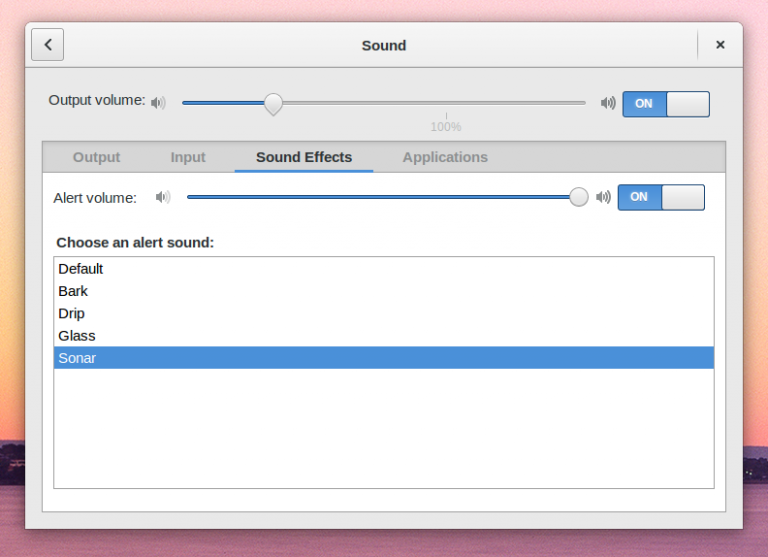 Sound
Output volume: ON
100%
Output Input Sound Effects Applications
Alert volume: ON
Choose an alert sound:
Default
Bark
Drip
Glass
Sonar